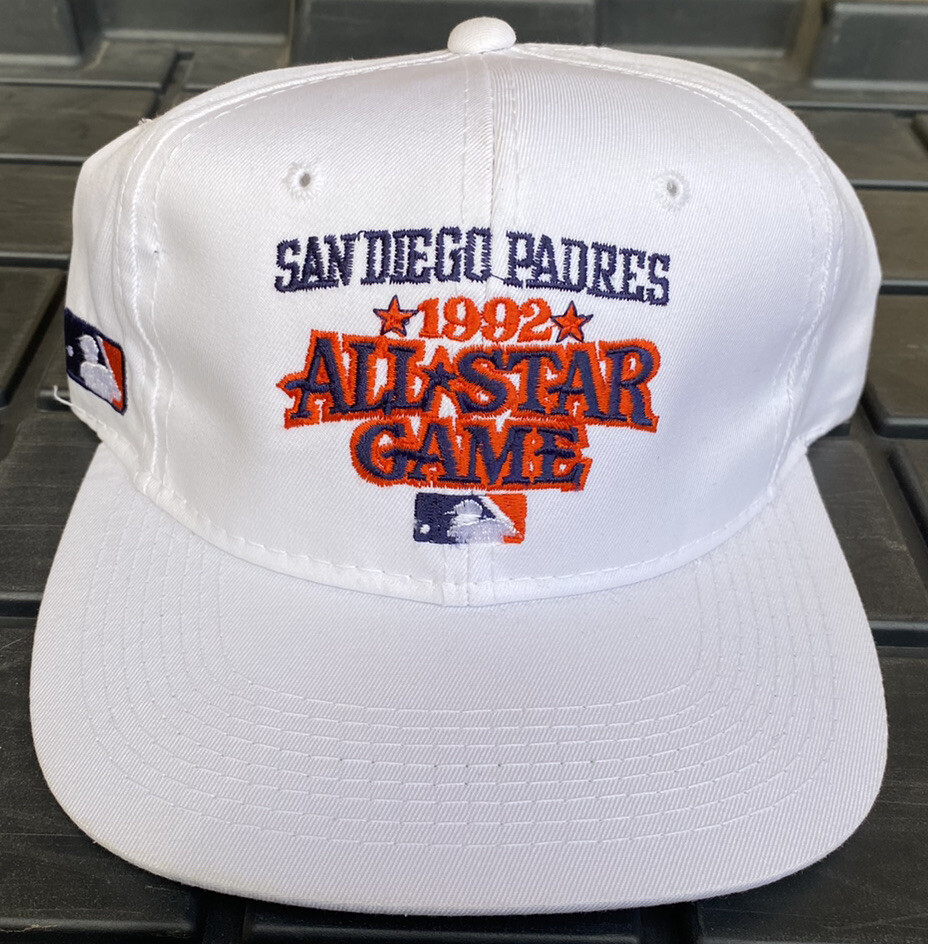 SAN DIEGO PADRES
★1992★
ALL★STAR
GAME